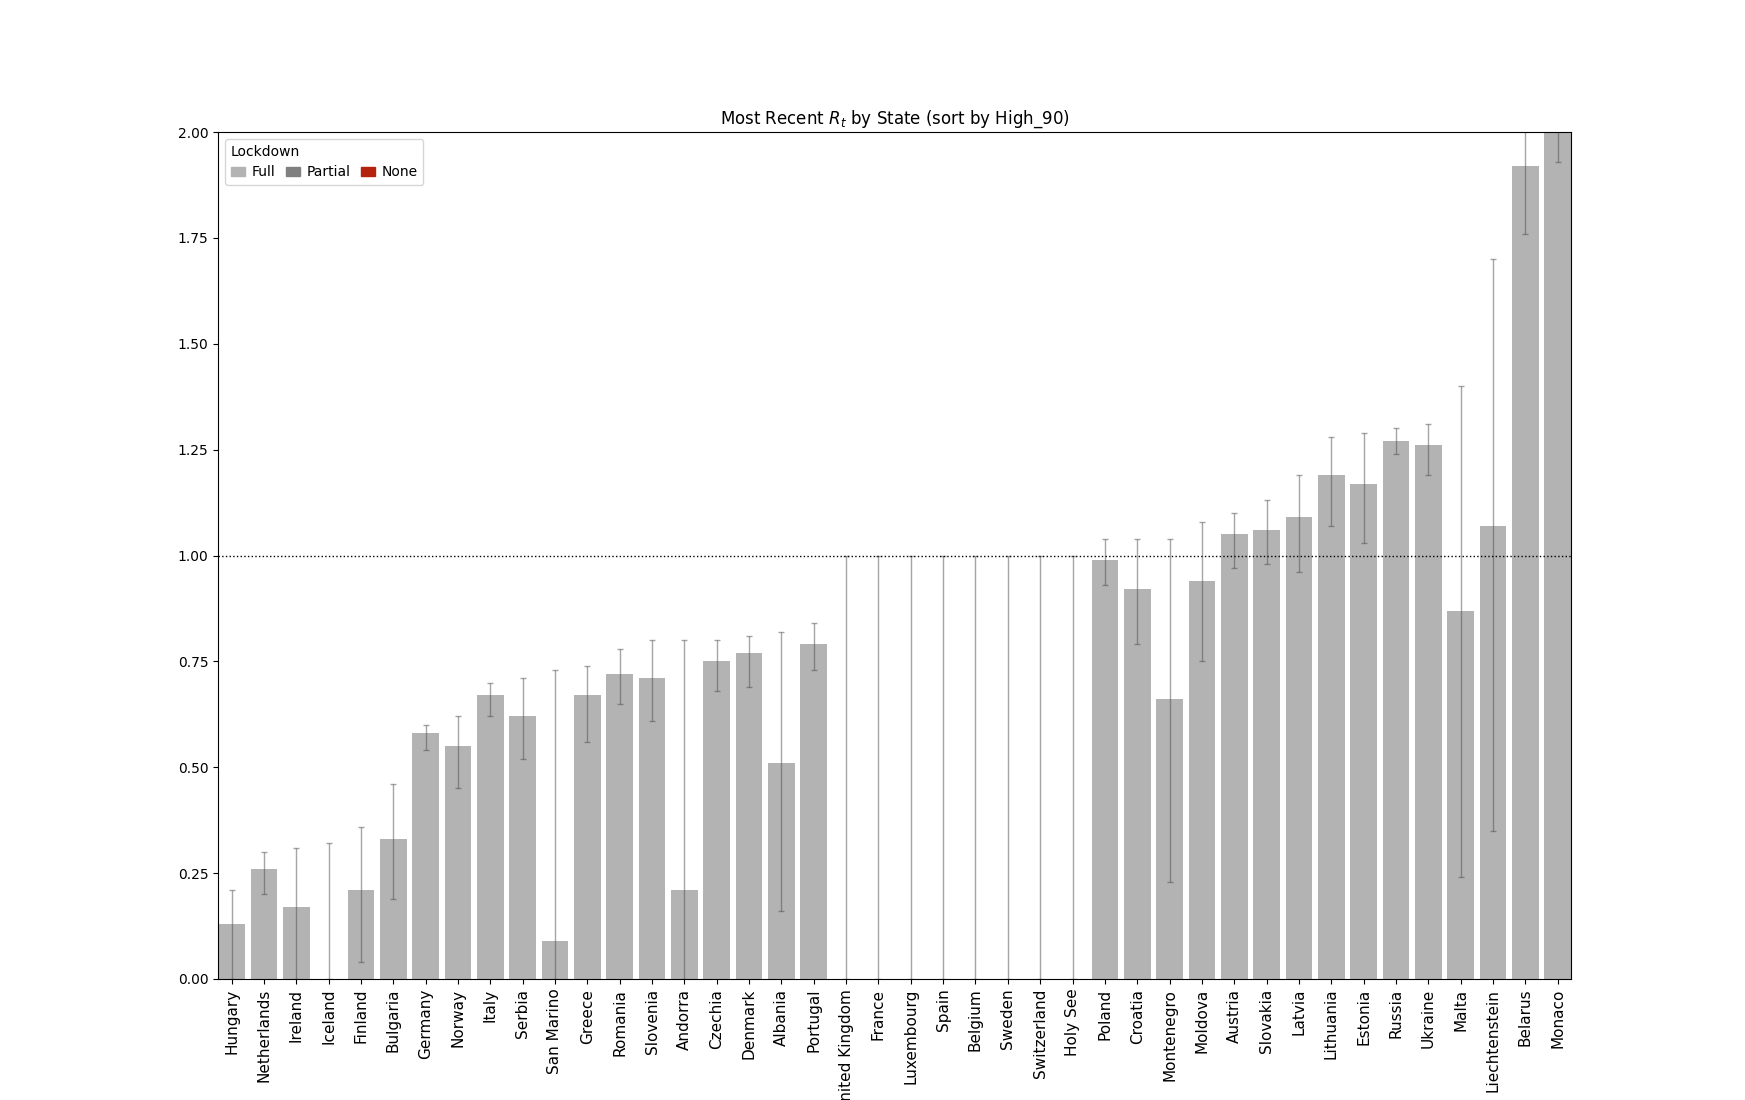 Most Recent R_t by State (sort by High_90)
Lockdown
Full Partial None
2.00
1.75
1.50
1.25
1.00
0.75
0.50
0.25
0.00
Hungary
Netherlands
Ireland
Iceland
Finland
Bulgaria
Germany
Norway
Italy
Serbia
San Marino
Greece
Romania
Slovenia
Andorra
Czechia
Denmark
Albania
Portugal
nited Kingdom
France
Luxembourg
Spain
Belgium
Sweden
Switzerland
Holy See
Poland
Croatia
Montenegro
Moldova
Austria
Slovakia
Latvia
Lithuania
Estonia
Russia
Ukraine
Malta
Liechtenstein
Belarus
Monaco